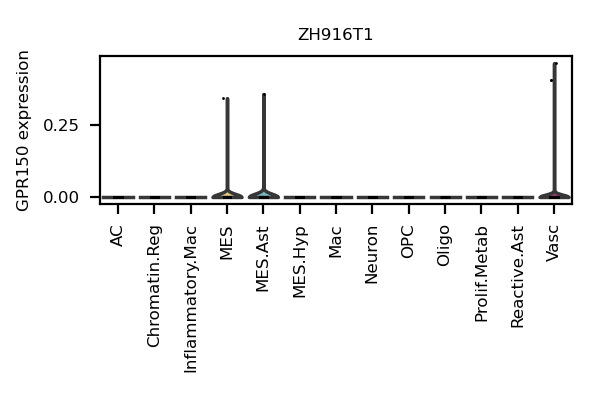 ZH916T1
GPR150 expression
0.25
0.00
AC
Chromatin.Reg
Inflammatory.Mac
MES
MES.Ast
MES.Hyp
Mac
Neuron
OPC
Oligo
Prolif.Metab
Reactive.Ast
Vasc